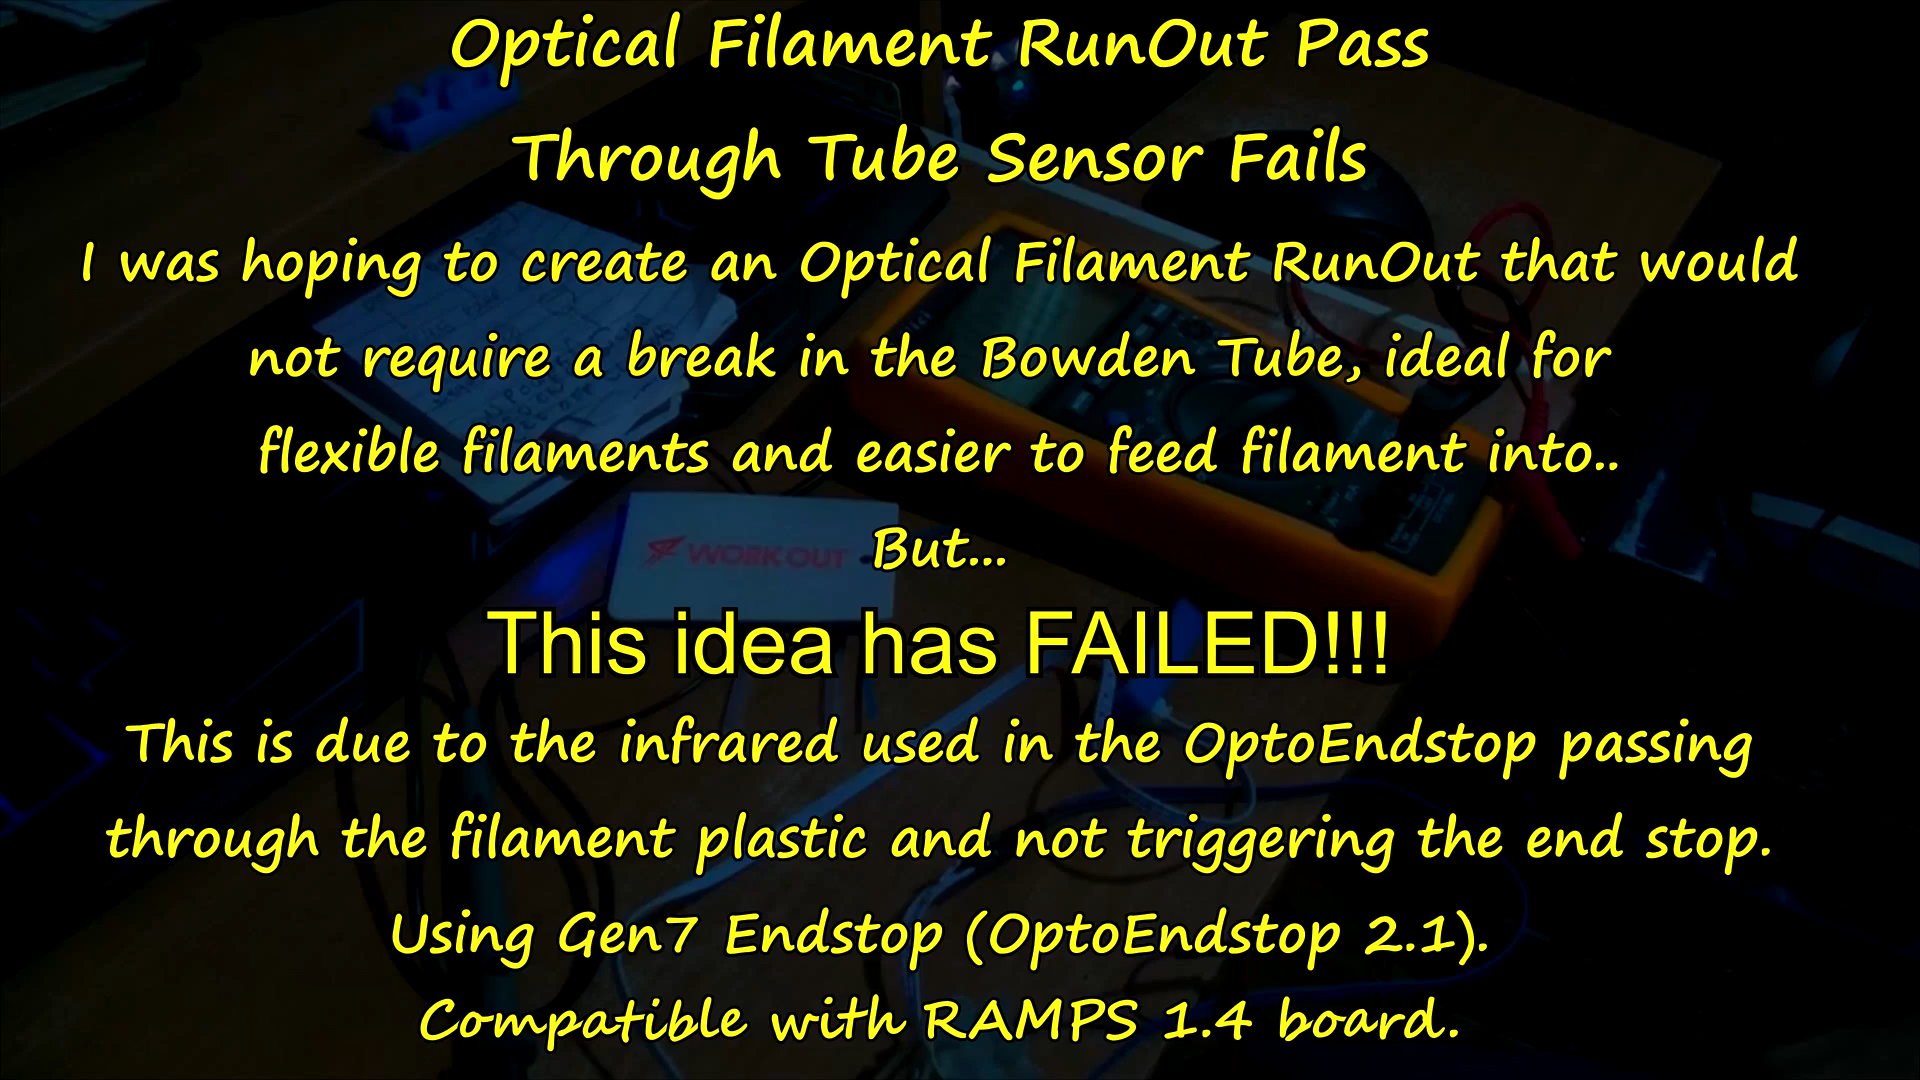 Optical Filament RunOut Pass
Through Tube Sensor Fails
I was hoping to create an Optical Filament RunOut that would
not require a break in the Bowden Tube, ideal for
flexible filaments and easier to feed filament into..
WORKOUT
But...
This idea has FAILED!!!
This is due to the infrared used in the OptoEndstop passing
through the filament plastic and not triggering the end stop.
Using Gen7 Endstop (OptoEndstop 2.1).
Compatible with RAMPS 1.4 board.